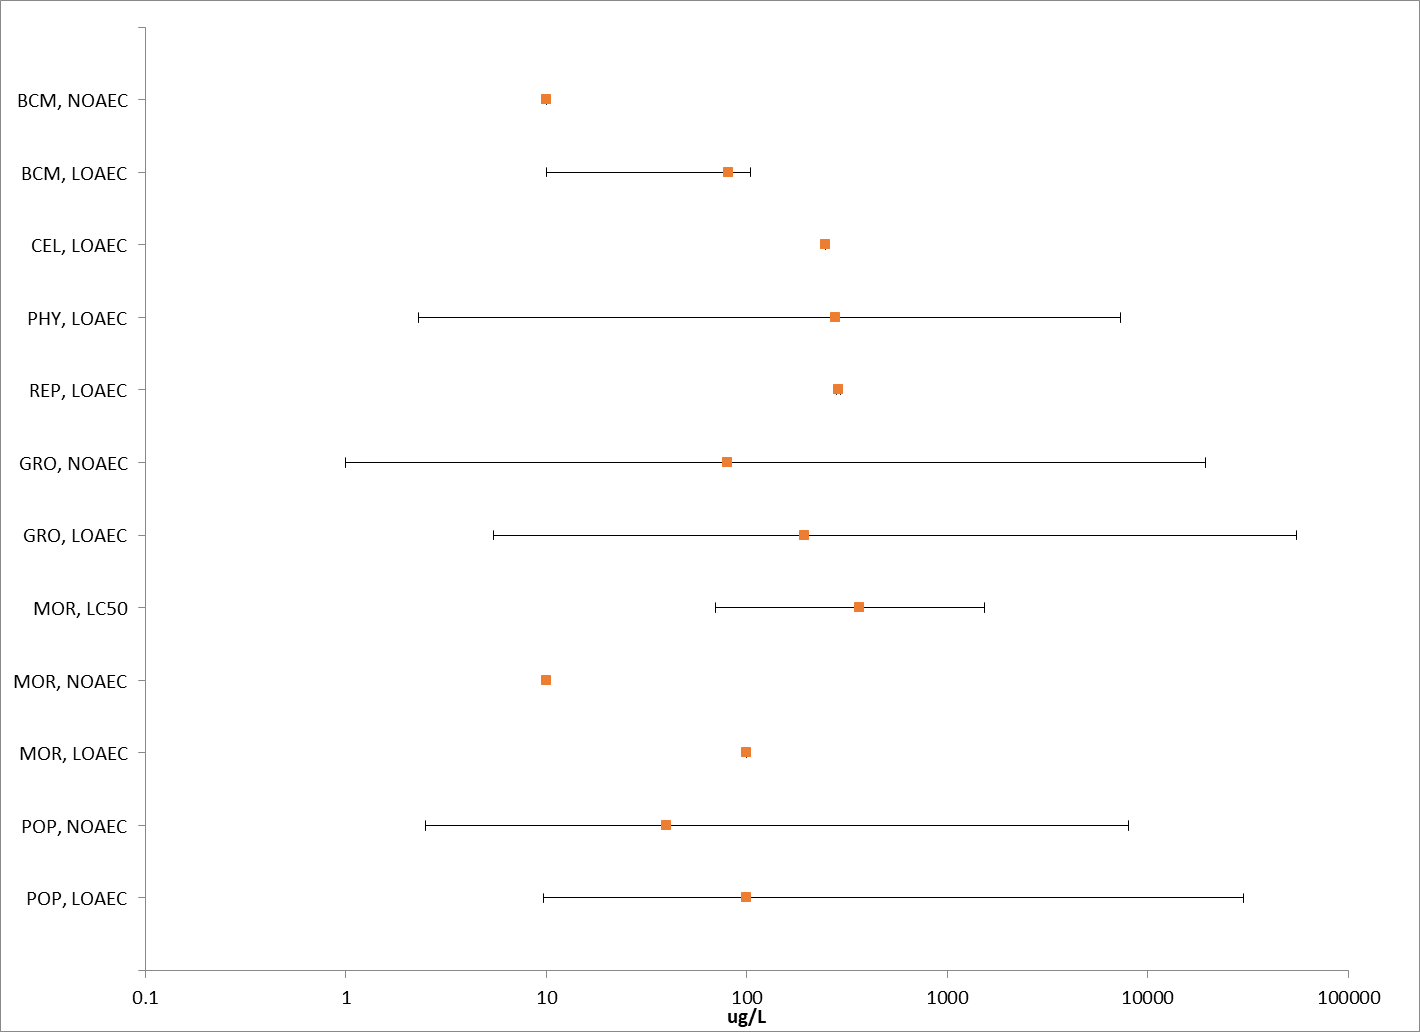 BCM, NOAEC
BCM, LOAEC
CEL, LOAEC
PHY, LOAEC
REP, LOAEC
GRO, NOAEC
GRO, LOAEC
MOR, LC50
MOR, NOAEC
MOR, LOAEC
POP, NOAEC
POP, LOAEC
0.1 1 10 100 1000 10000 100000
ug/L